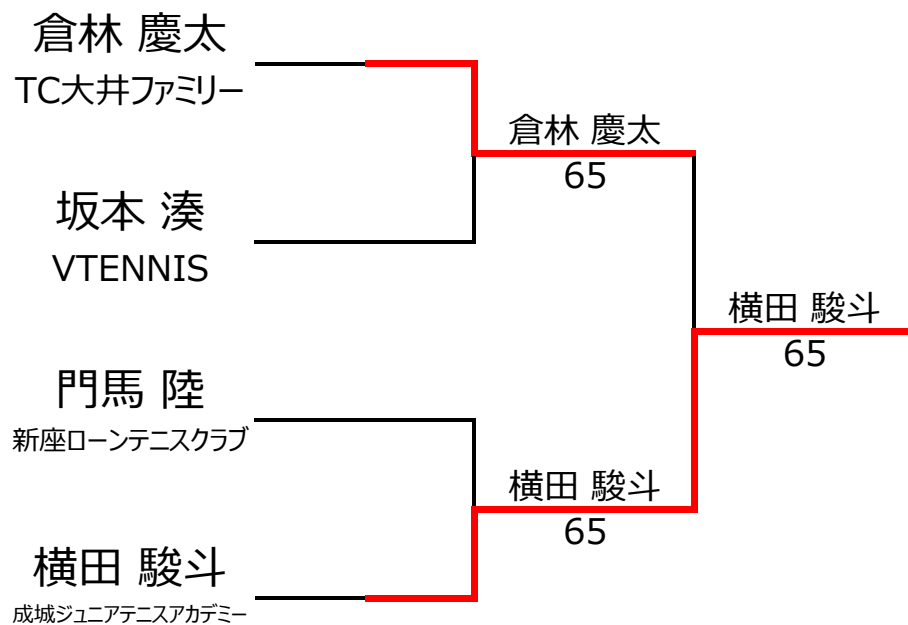 倉林 慶太
TC大井ファミリー
倉林 慶太
65
坂本 湊
VTENNIS
横田 駿斗
65
門馬 陸
新座ローンテニスクラブ
横田 駿斗
65
横田 駿斗
成城ジュニアテニスアカデミー